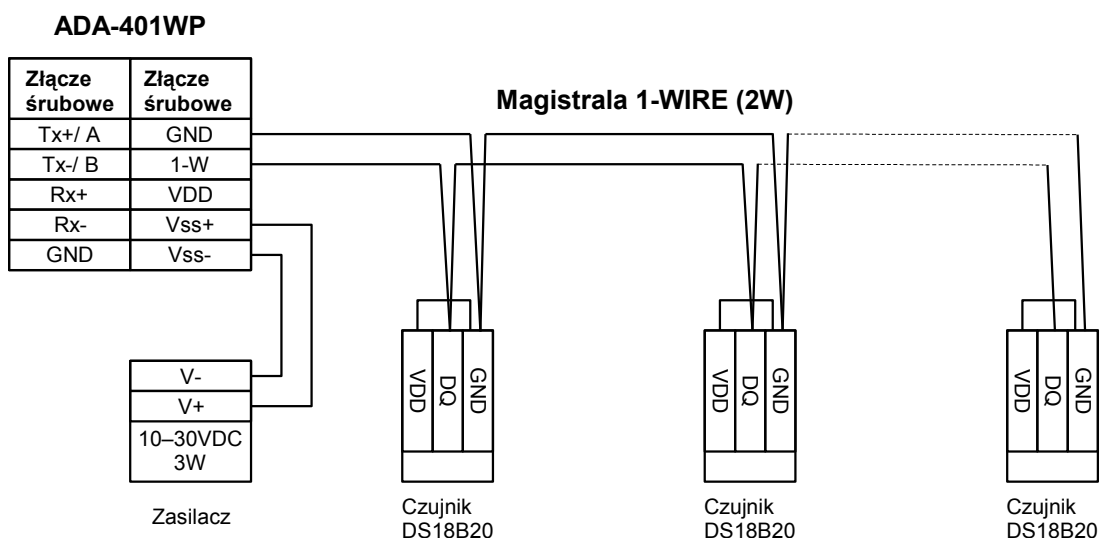 ADA-401WP
Złącze śrubowe
Złącze śrubowe
Tx+/ A
GND
Tx-/ B
1-W
Rx+
VDD
Rx-
Vss+
GND
Vss-
Magistrala 1-WIRE (2W)
V-
V+
10–30VDC
3W
Zasilacz
VDD
DQ
GND
Czujnik
DS18B20
VDD
DQ
GND
Czujnik
DS18B20
VDD
DQ
GND
Czujnik
DS18B20